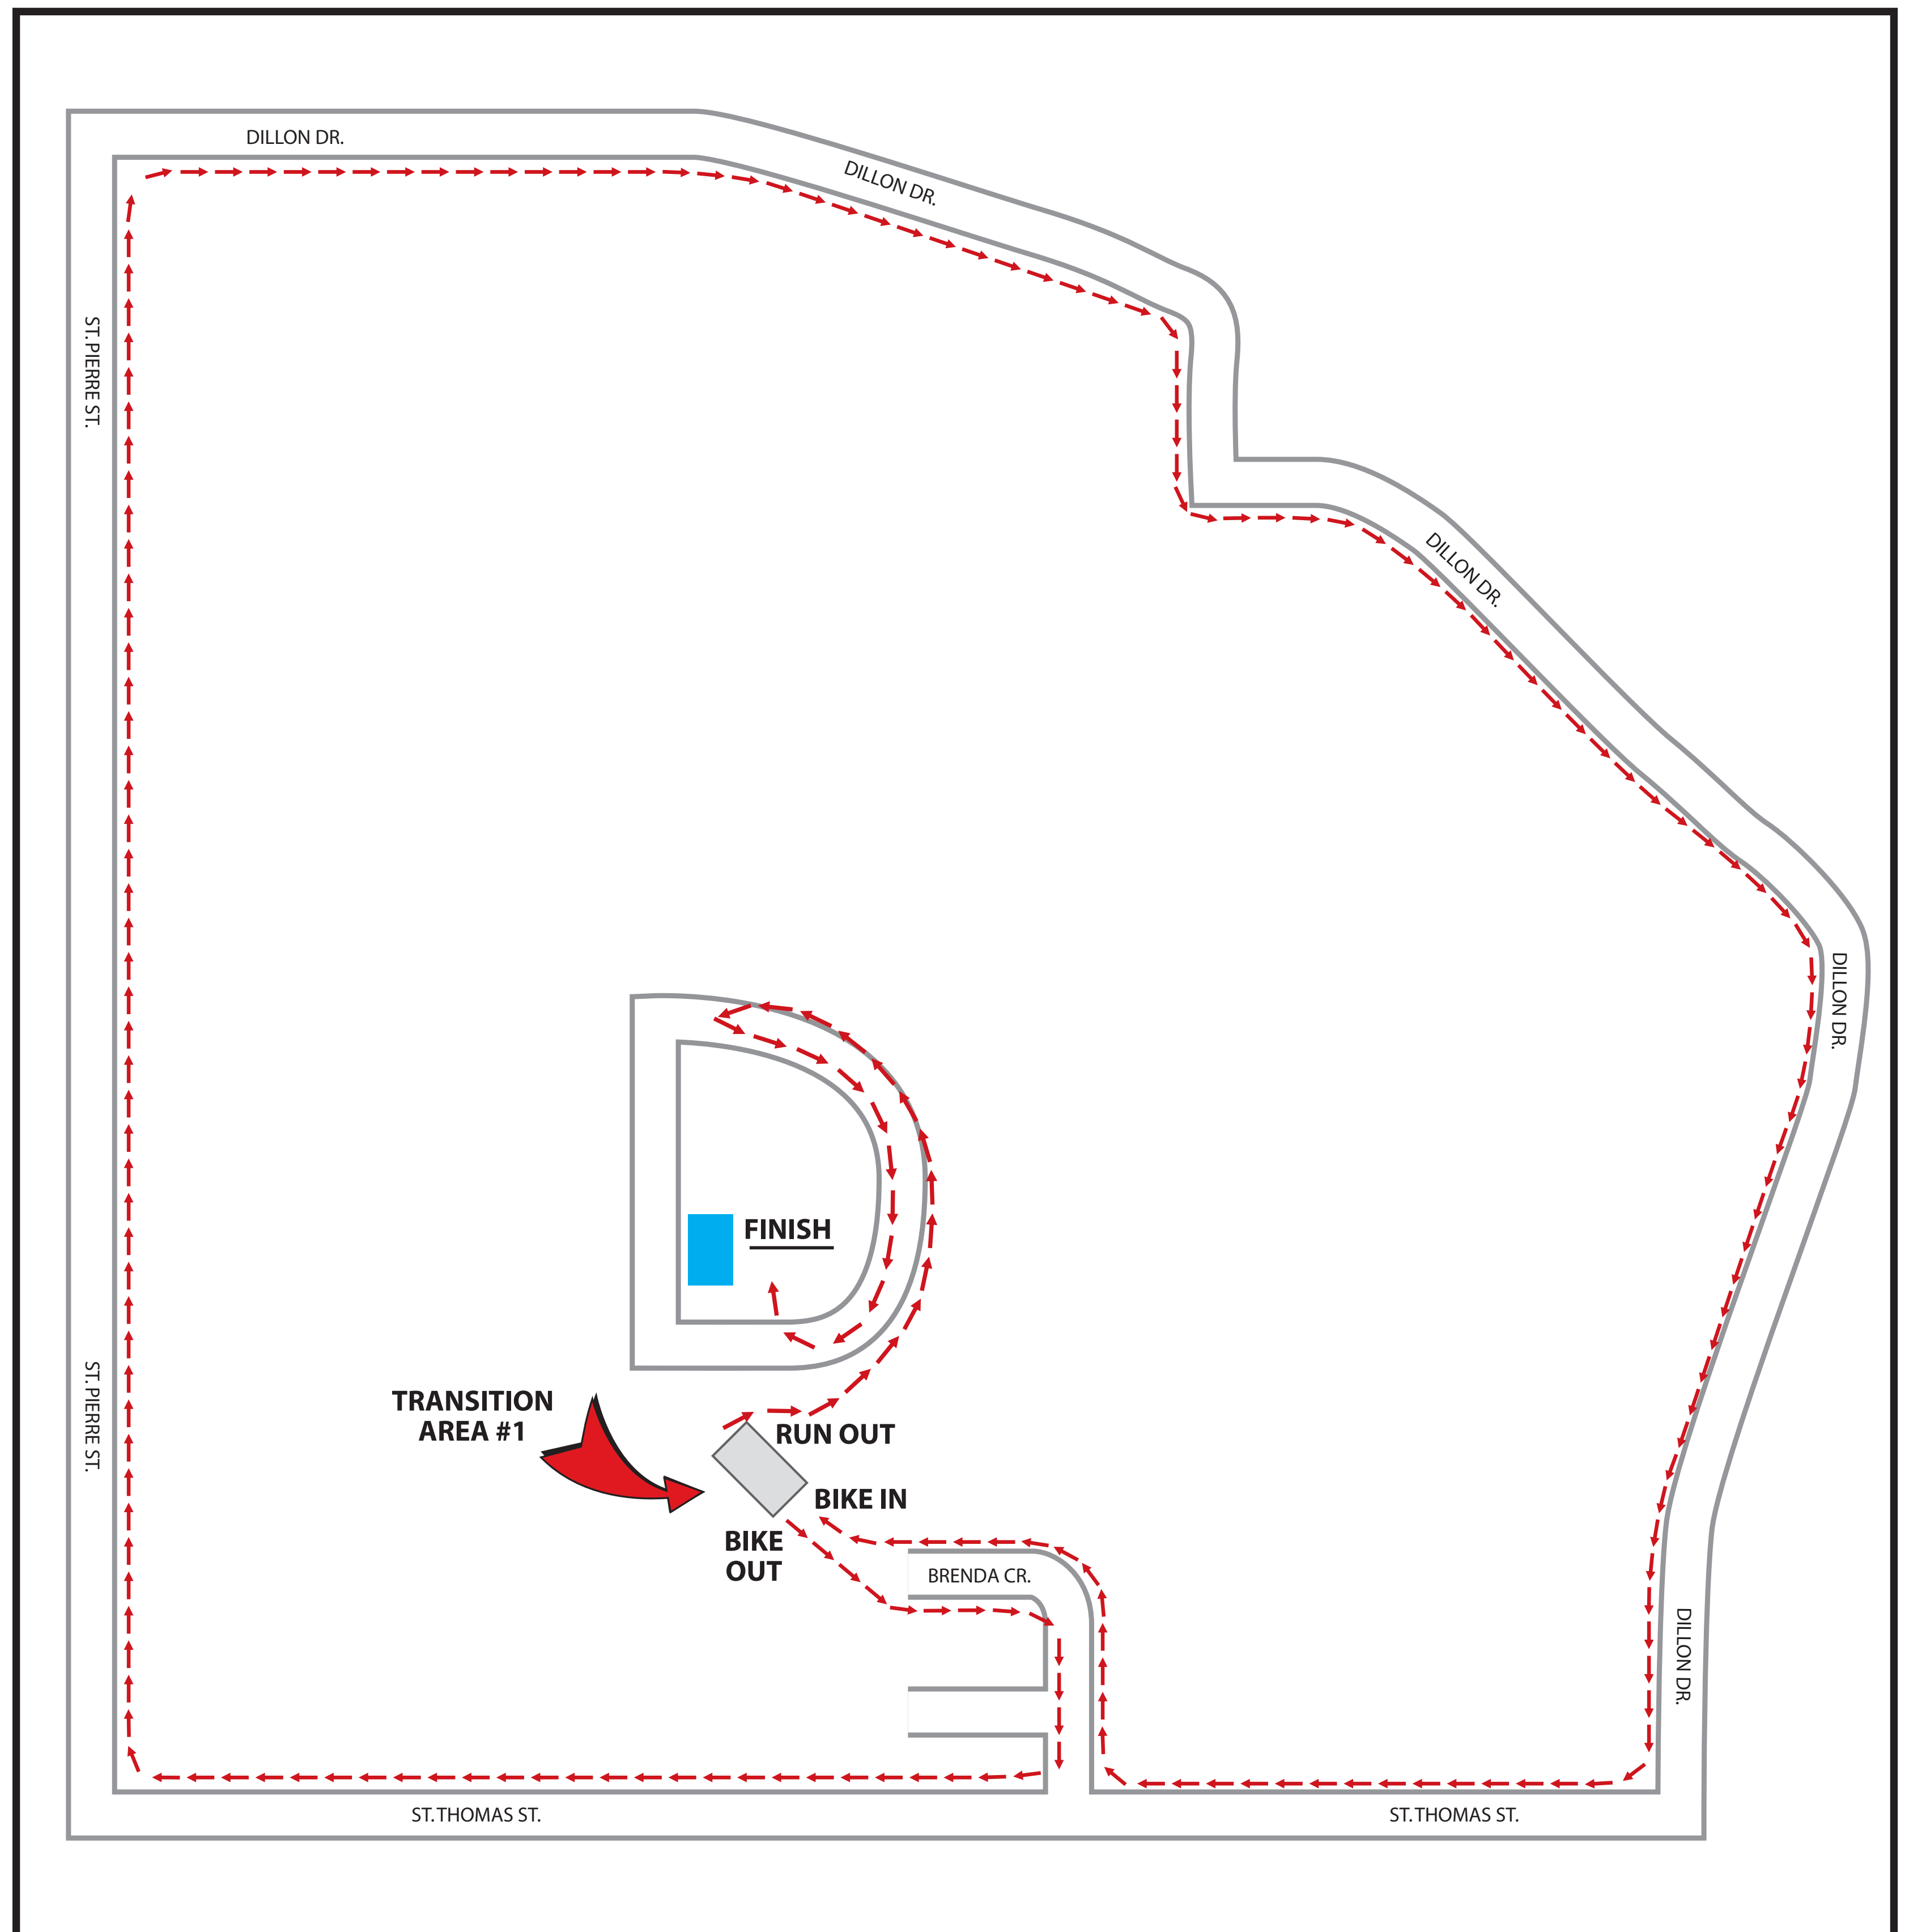 DILLON DR.
DILLON DR.
ST. PIERRE ST.
DILLON DR.
DILLON DR.
FINISH
ST. PIERRE ST.
TRANSITION
AREA #1
RUN OUT
BIKE IN
BIKE
OUT
BRENDA CR.
DILLON DR.
ST. THOMAS ST.
ST. THOMAS ST.